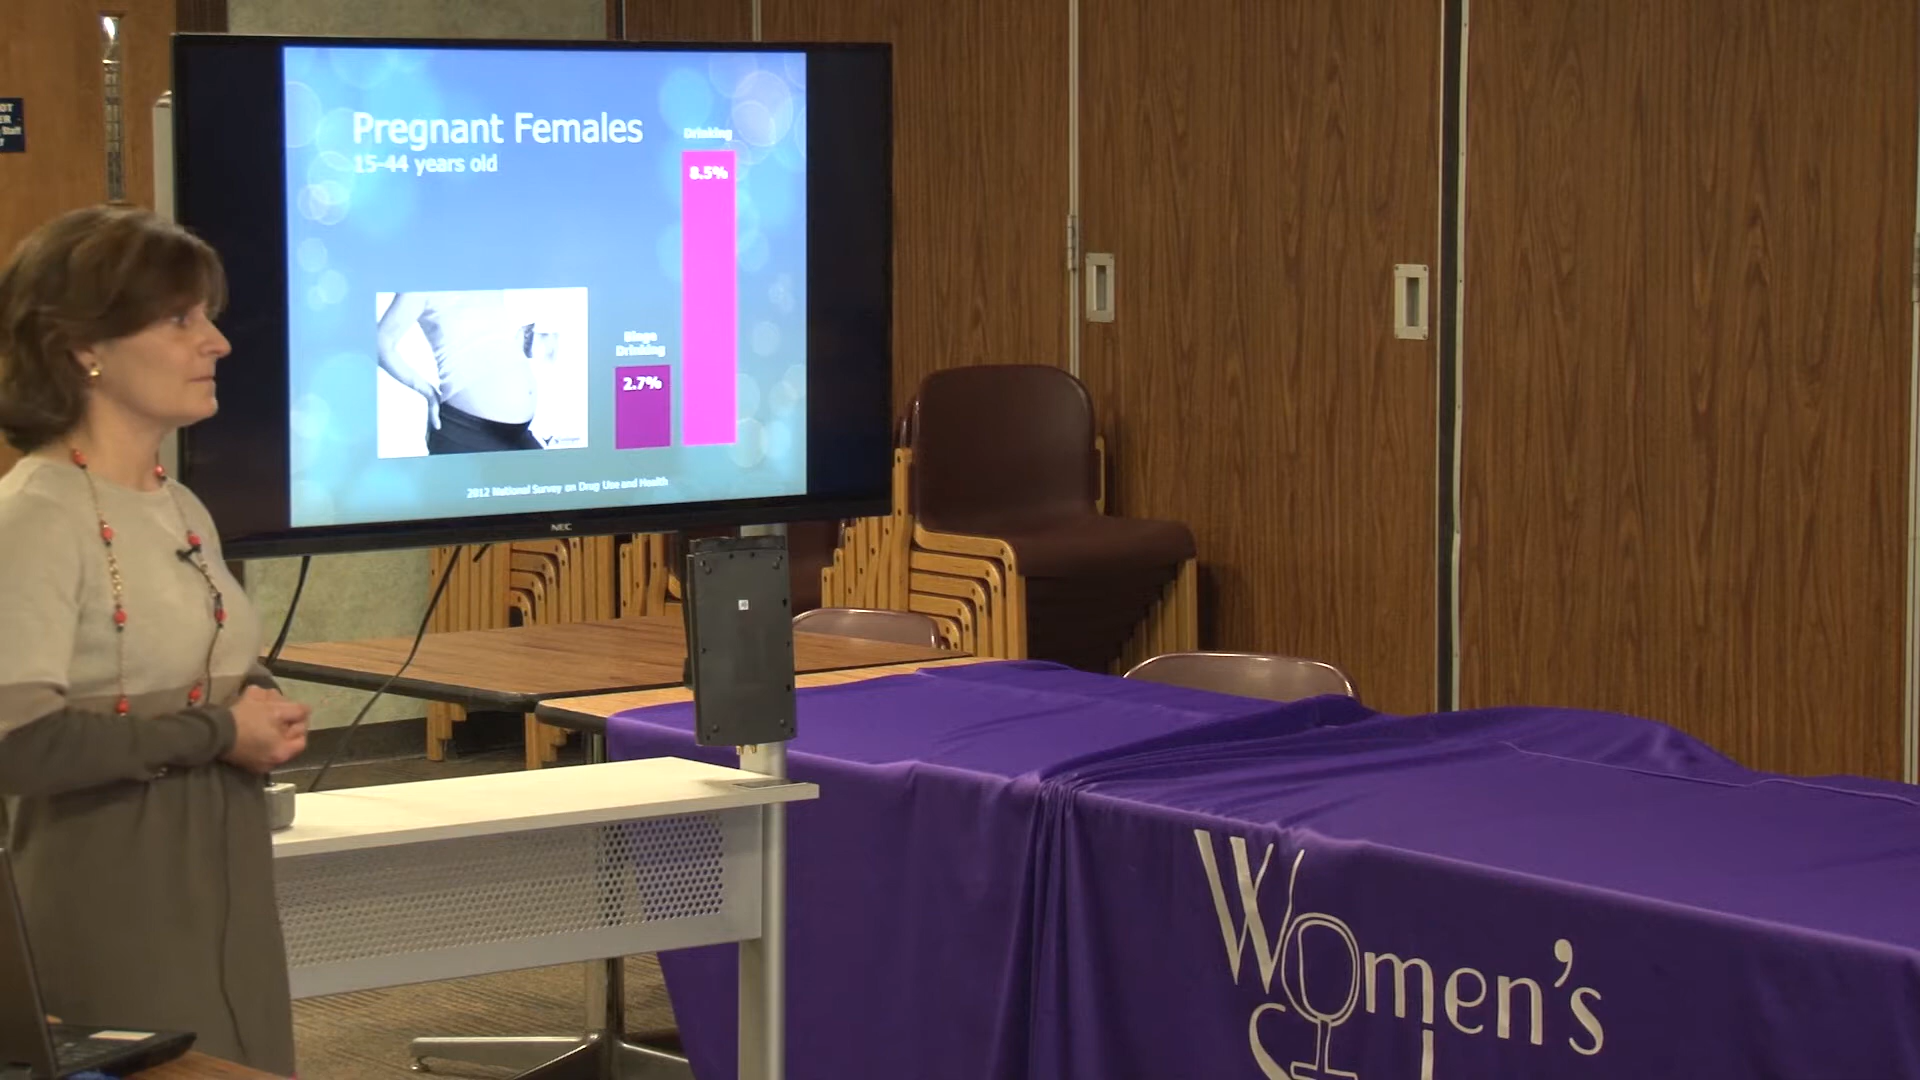 Pregnant Females
15-44 years old
Drinking
8.5%
Binge
Drinking
2.7%
2012 National Survey on Drug Use and Health
NEC
Women's